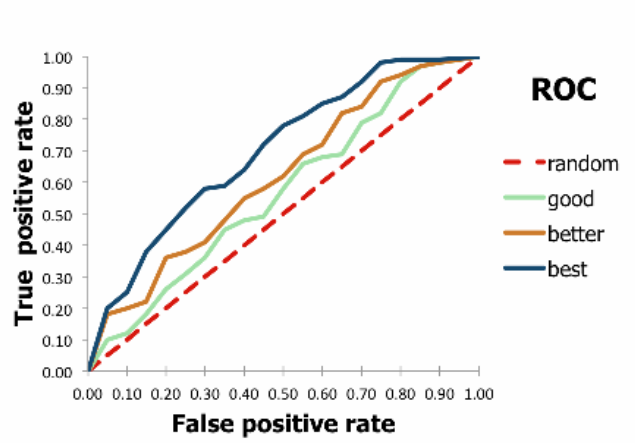 ROC
True positive rate
1.00
0.90
0.80
0.70
0.60
0.50
0.40
0.30
0.20
0.10
0.00
0.00 0.10 0.20 0.30 0.40 0.50 0.60 0.70 0.80 0.90 1.00
False positive rate
random
good
better
best